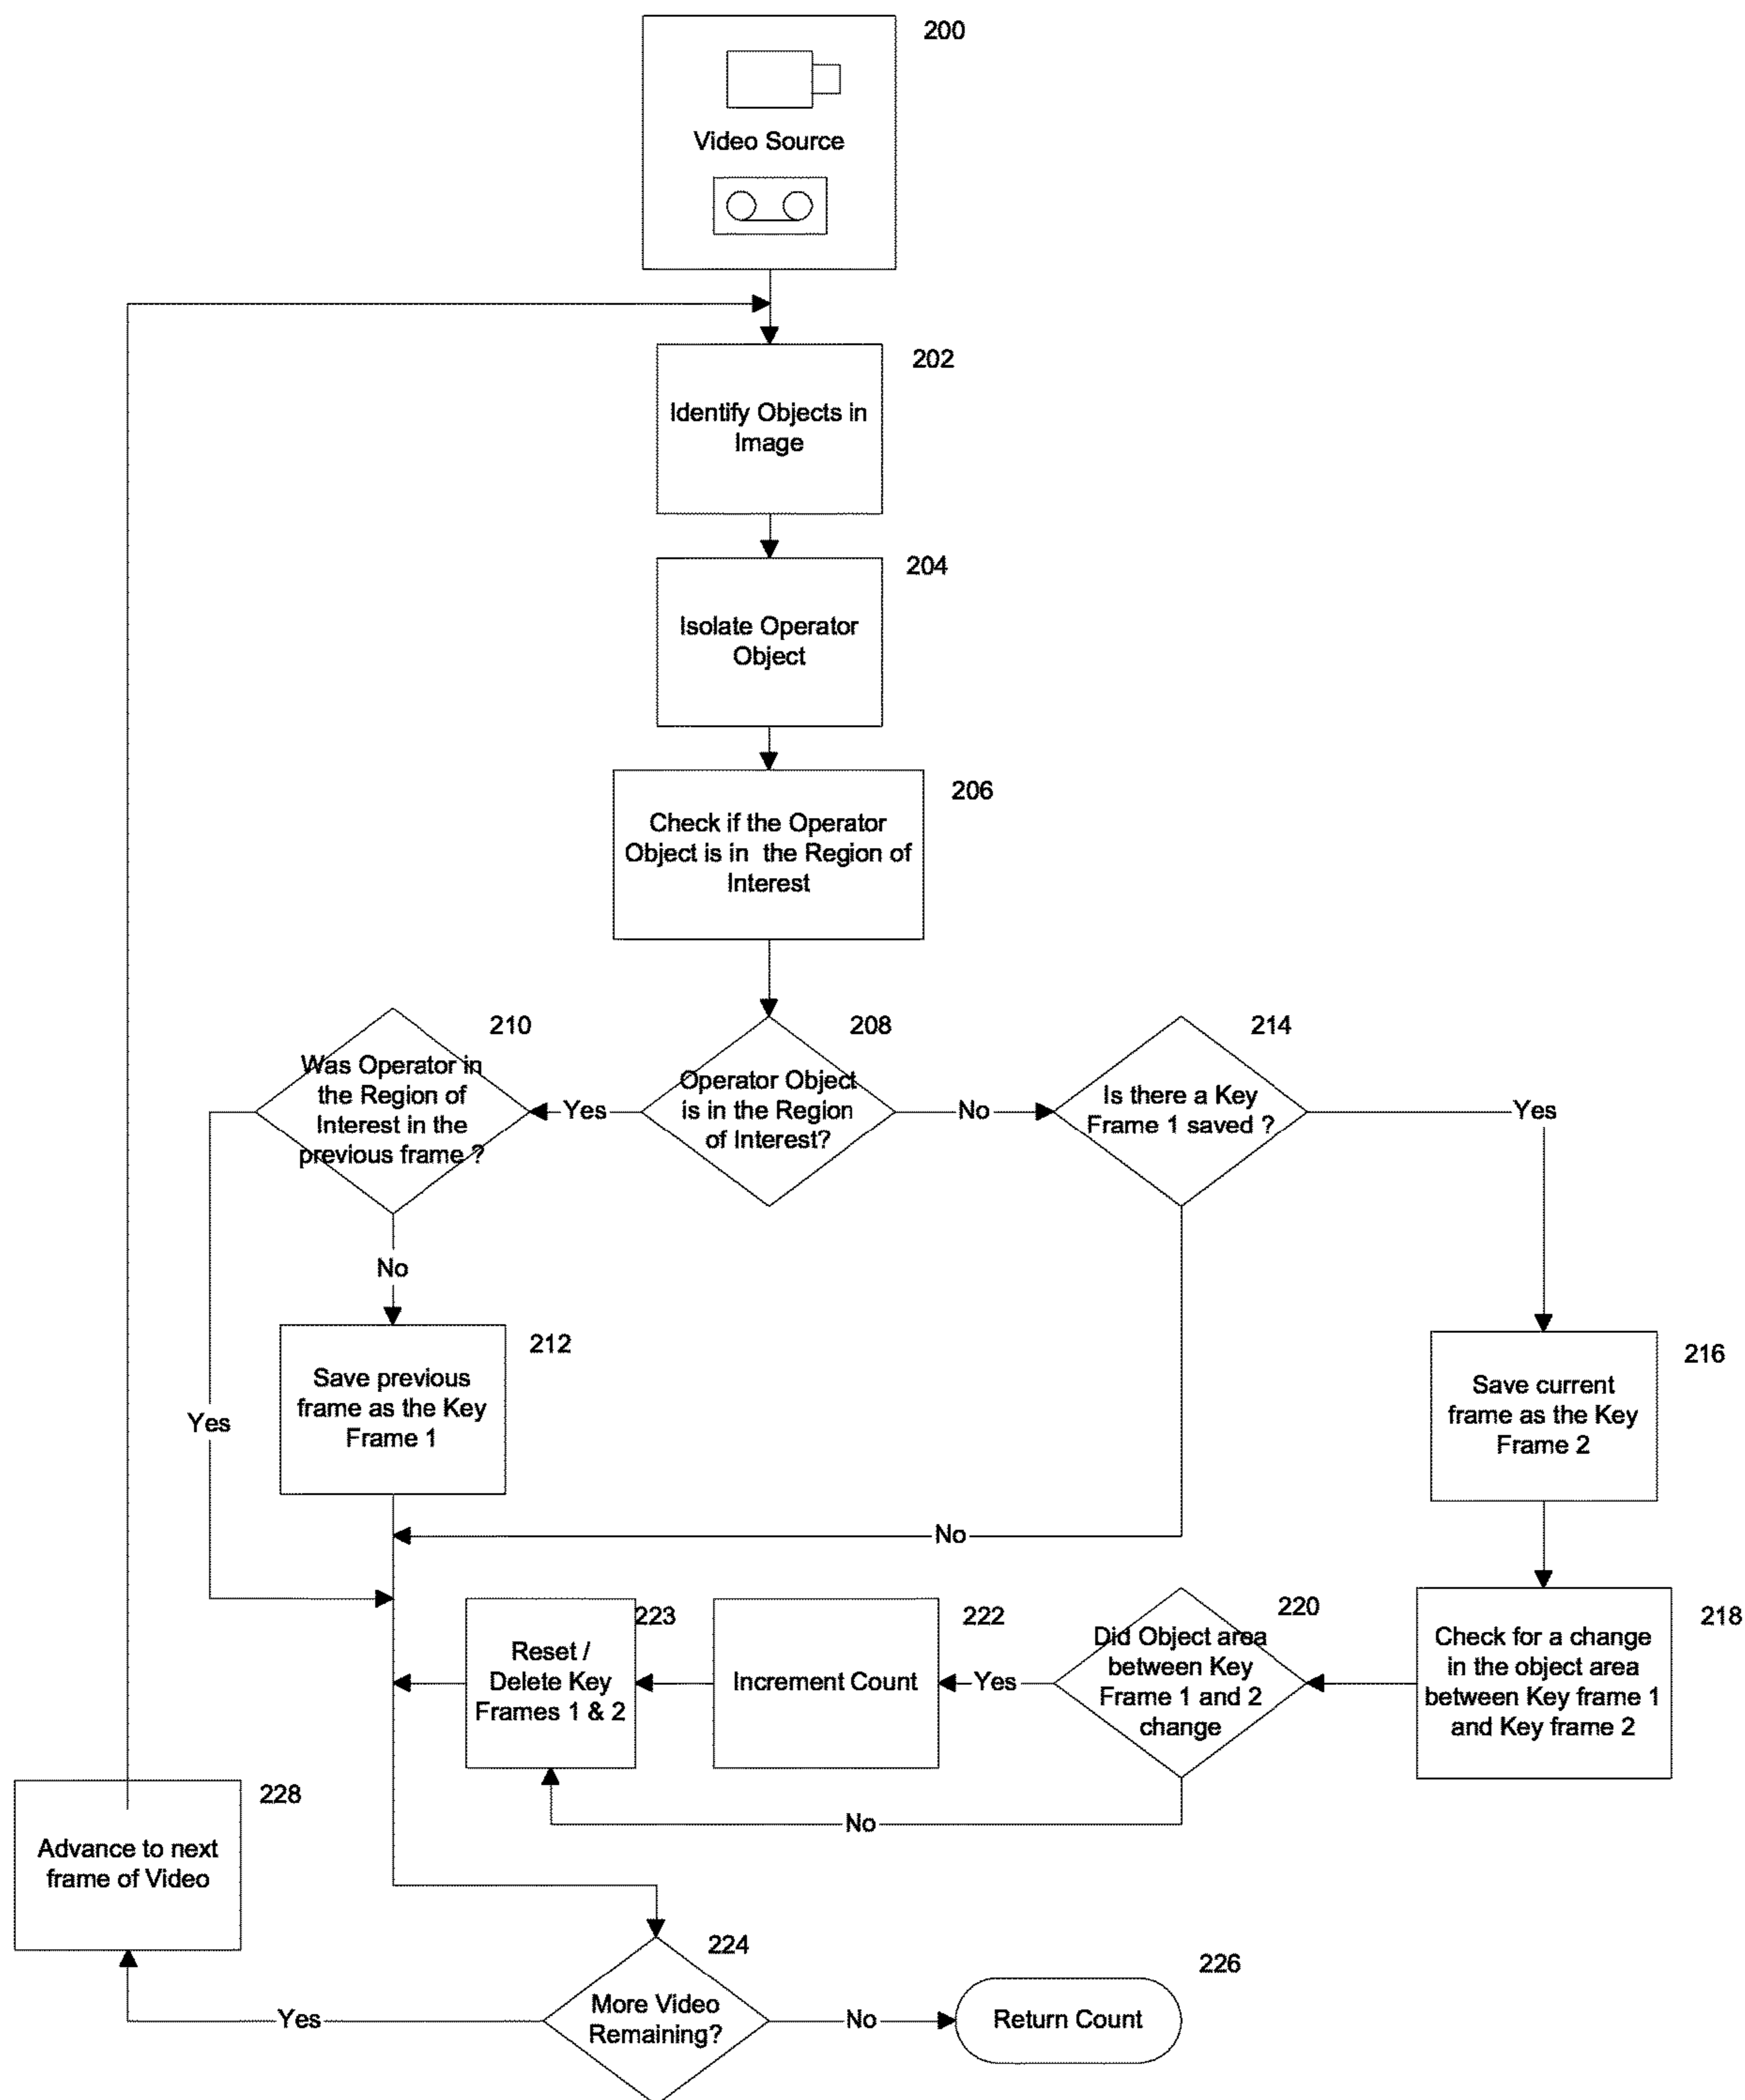 200
Video Source
202
Identify Objects in
Image
204
Isolate Operator
Object
206
Check if the Operator
Object is in the Region of
Interest
210
Was Operator in
the Region of
Interest in the
previous frame ?
Yes
208
Operator Object
is in the Region
of Interest?
No
214
Is there a Key
Frame 1 saved ?
Yes
No
212
Save previous
frame as the Key
Frame 1
Yes
216
Save current
frame as the Key
Frame 2
No
223
Reset /
Delete Key
Frames 1 & 2
222
Increment Count
Yes
220
Did Object area
between Key
Frame 1 and 2
change
218
Check for a change
in the object area
between Key frame 1
and Key frame 2
No
228
Advance to next
frame of Video
224
More Video
Remaining?
Yes
No
226
Return Count